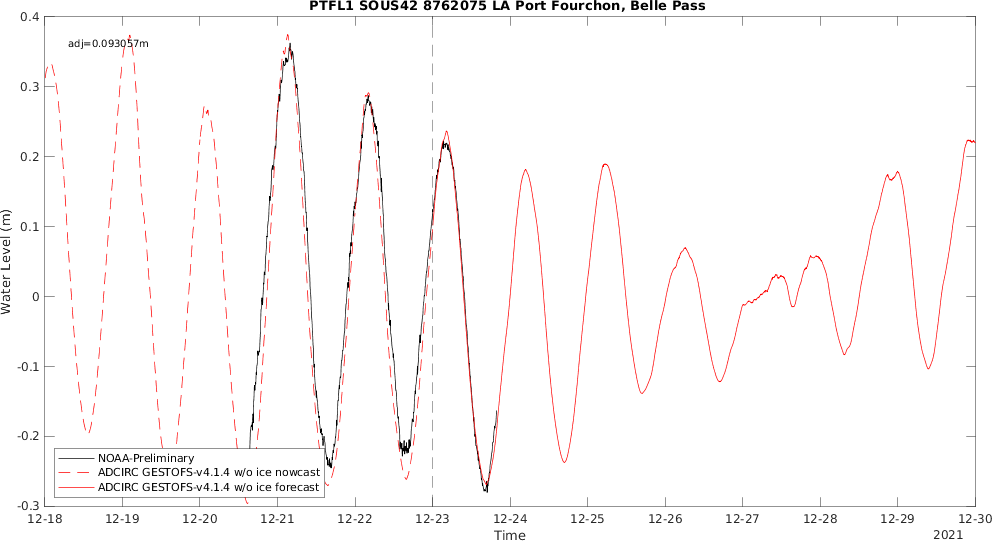 PTFL1 SOUS42 8762075 LA Port Fourchon, Belle Pass
adj=0.093057m
0.4
0.3
0.2
0.1
0
-0.1
-0.2
-0.3
Water Level (m)
NOAA-Preliminary
ADCIRC GESTOFS-v4.1.4 w/o ice nowcast
ADCIRC GESTOFS-v4.1.4 w/o ice forecast
12-18 12-19 12-20 12-21 12-22 12-23 12-24 12-25 12-26 12-27 12-28 12-29 12-30
Time
2021